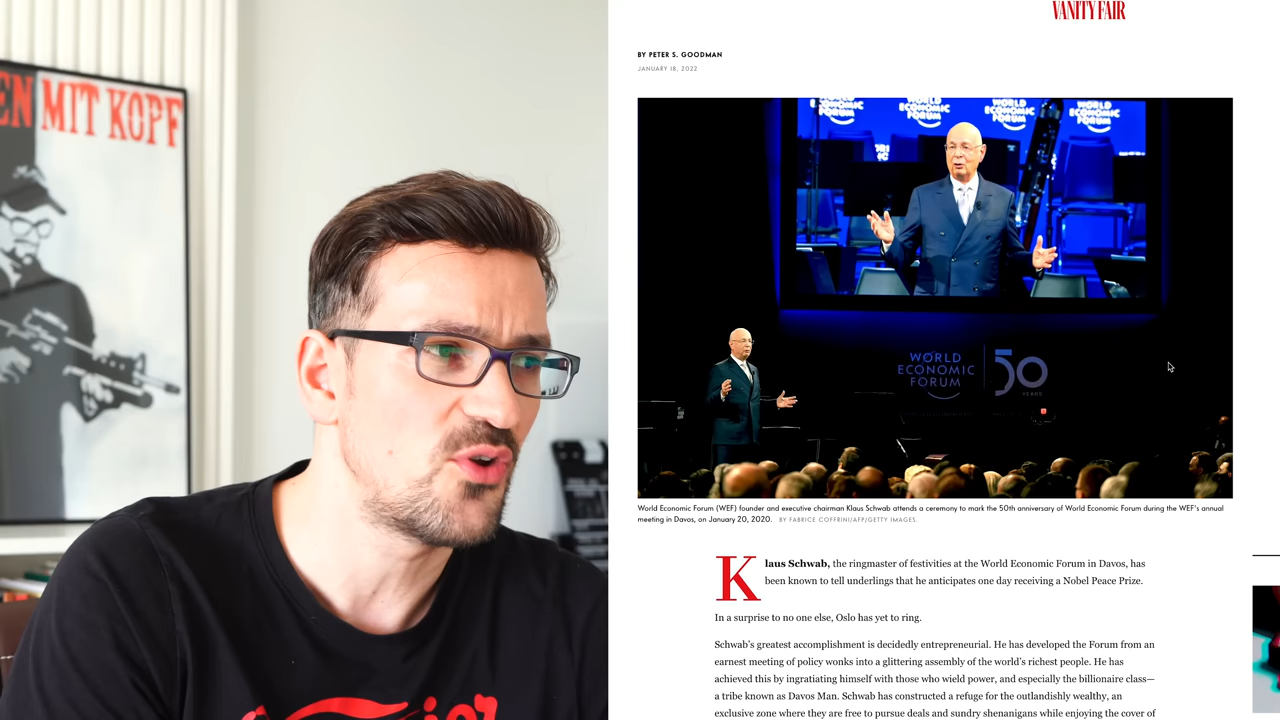 EN MIT KOPF
VANITY FAIR
BY PETER S. GOODMAN
JANUARY 18, 2022
WORLD
ECONOMIC
FORUM
WORLD
ECONOMIC
FORUM
WORLD
ECONOMIC
FORUM
WORLD
ECONOMIC
FORUM
50
YEARS
World Economic Forum (WEF) founder and executive chairman Klaus Schwab attends a ceremony to mark the 50th anniversary of World Economic Forum during the WEF's annual
meeting in Davos, on January 20, 2020. BY FABRICE COFFRINI/AFP/GETTY IMAGES.
Klaus Schwab, the ringmaster of festivities at the World Economic Forum in Davos, has
been known to tell underlings that he anticipates one day receiving a Nobel Peace Prize.
In a surprise to no one else, Oslo has yet to ring.
Schwab's greatest accomplishment is decidedly entrepreneurial. He has developed the Forum from an
earnest meeting of policy wonks into a glittering assembly of the world's richest people. He has
achieved this by ingratiating himself with those who wield power, and especially the billionaire class—
a tribe known as Davos Man. Schwab has constructed a refuge for the outlandishly wealthy, an
exclusive zone where they are free to pursue deals and sundry shenanigans while enjoying the cover of